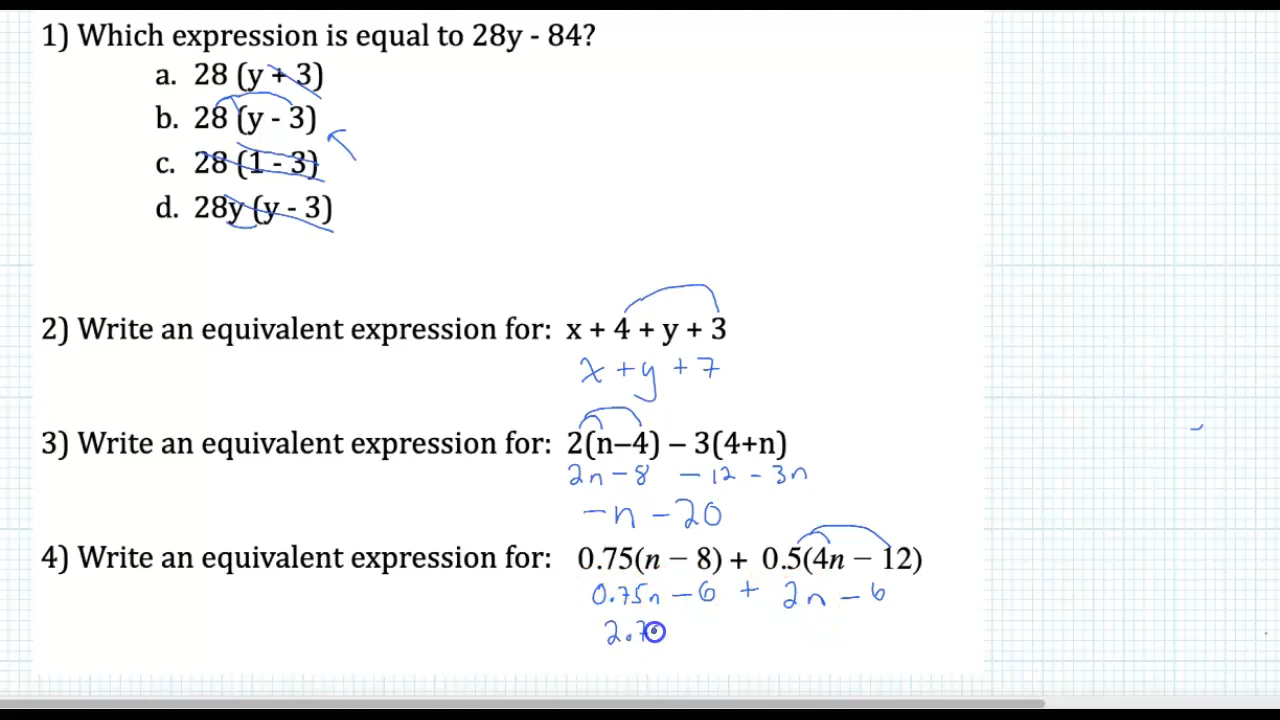 1) Which expression is equal to 28y - 84?
a. 28 (y + 3)
b. 28 (y - 3)
c. 28 (1 - 3)
d. 28y (y - 3)
2) Write an equivalent expression for: x + 4 + y + 3
x + y + 7
3) Write an equivalent expression for: 2(n–4) – 3(4+n)
2n - 8 - 12 - 3n
-n - 20
4) Write an equivalent expression for: 0.75(n − 8) + 0.5(4n − 12)
0.75n - 6 + 2n - 6
2.7